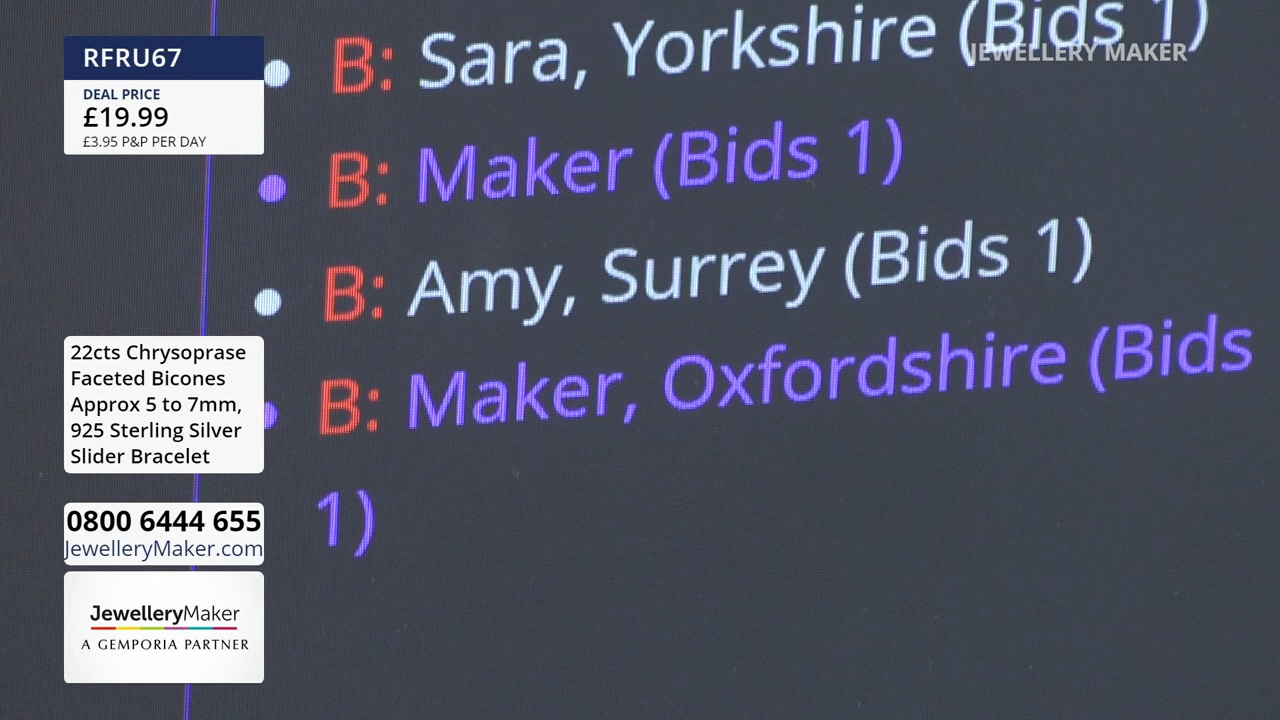 RFRU67
DEAL PRICE
£19.99
£3.95 P&P PER DAY
B: Sara, Yorkshire (Bids 1)
JEWELLERY MAKER
B: Maker (Bids 1)
B: Amy, Surrey (Bids 1)
B: Maker, Oxfordshire (Bids
1)
22cts Chrysoprase
Faceted Bicones
Approx 5 to 7mm,
925 Sterling Silver
Slider Bracelet
0800 6444 655
JewelleryMaker.com
JewelleryMaker
A GEMPORIA PARTNER